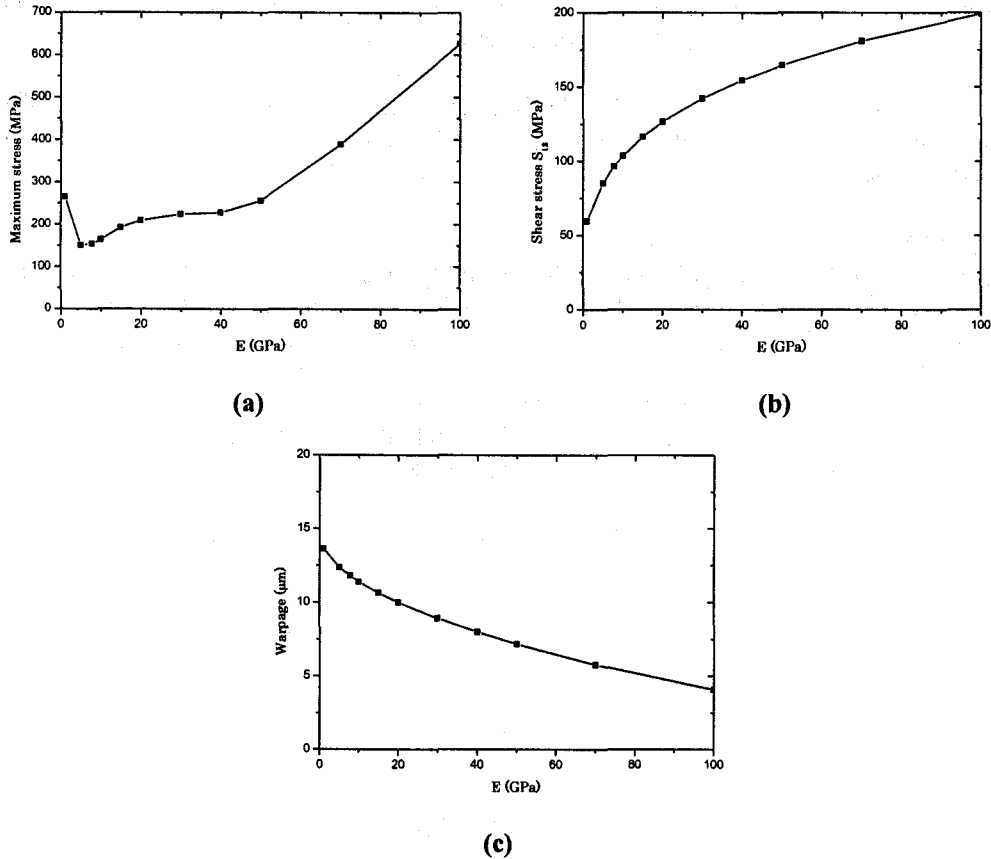 700
600
500
400
300
200
100
0
Maximum stress (MPa)
0 20 40 60 80 100
E (GPa)
(a)
200
150
100
50
0
Shear stress S₁₃ (MPa)
0 20 40 60 80 100
E (GPa)
(b)
20
15
10
5
0
Warpage (μm)
0 20 40 60 80 100
E (GPa)
(c)